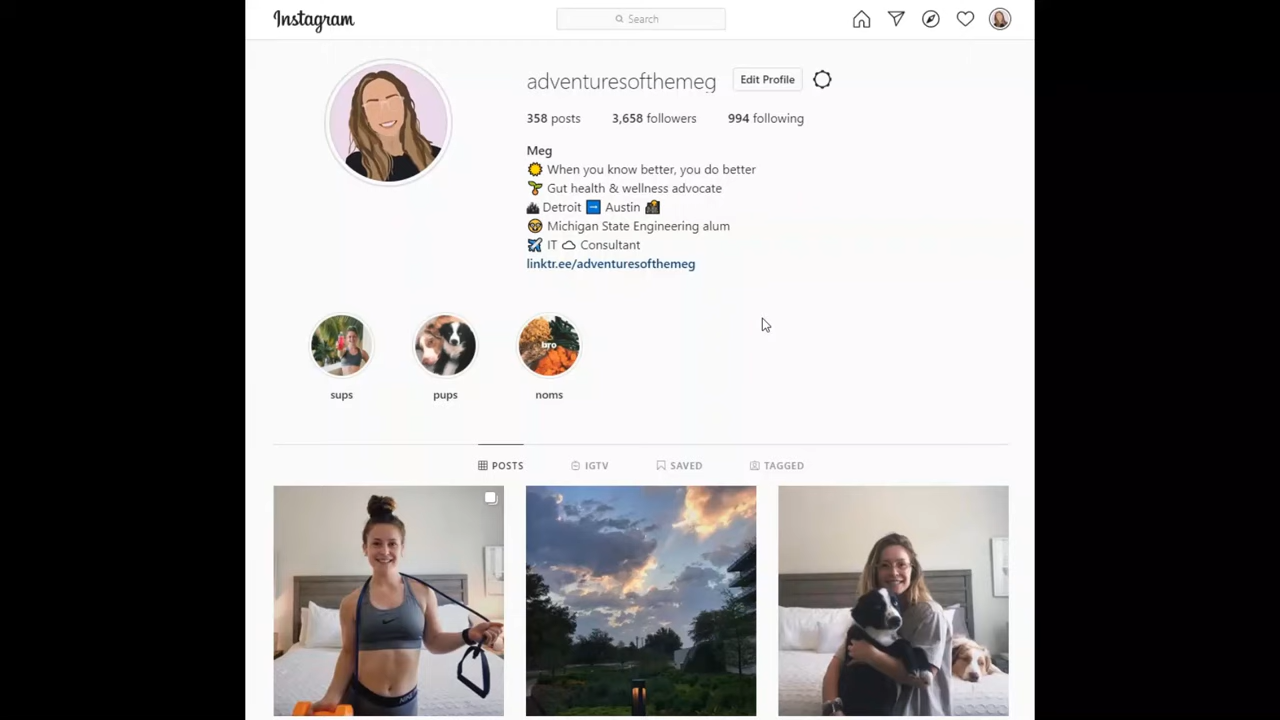 Instagram
Search
adventuresofthemeg Edit Profile
358 posts 3,658 followers 994 following
Meg
☀️ When you know better, you do better
🌱 Gut health & wellness advocate
Detroit ➡️ Austin
🤓 Michigan State Engineering alum
✈️ IT ☁ Consultant
linktr.ee/adventuresofthemeg
bro
sups pups noms
POSTS IGTV SAVED TAGGED